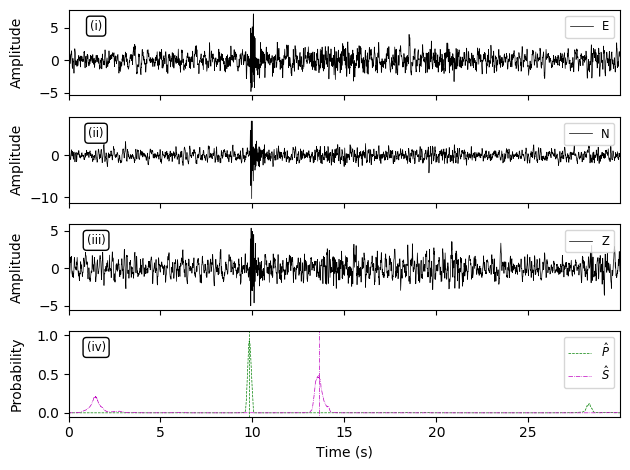 (i)
E
Amplitude
5
0
−5
(ii)
N
Amplitude
0
−10
(iii)
Z
Amplitude
5
0
−5
(iv)
P̂
Ŝ
Probability
1.0
0.5
0.0
0 5 10 15 20 25
Time (s)